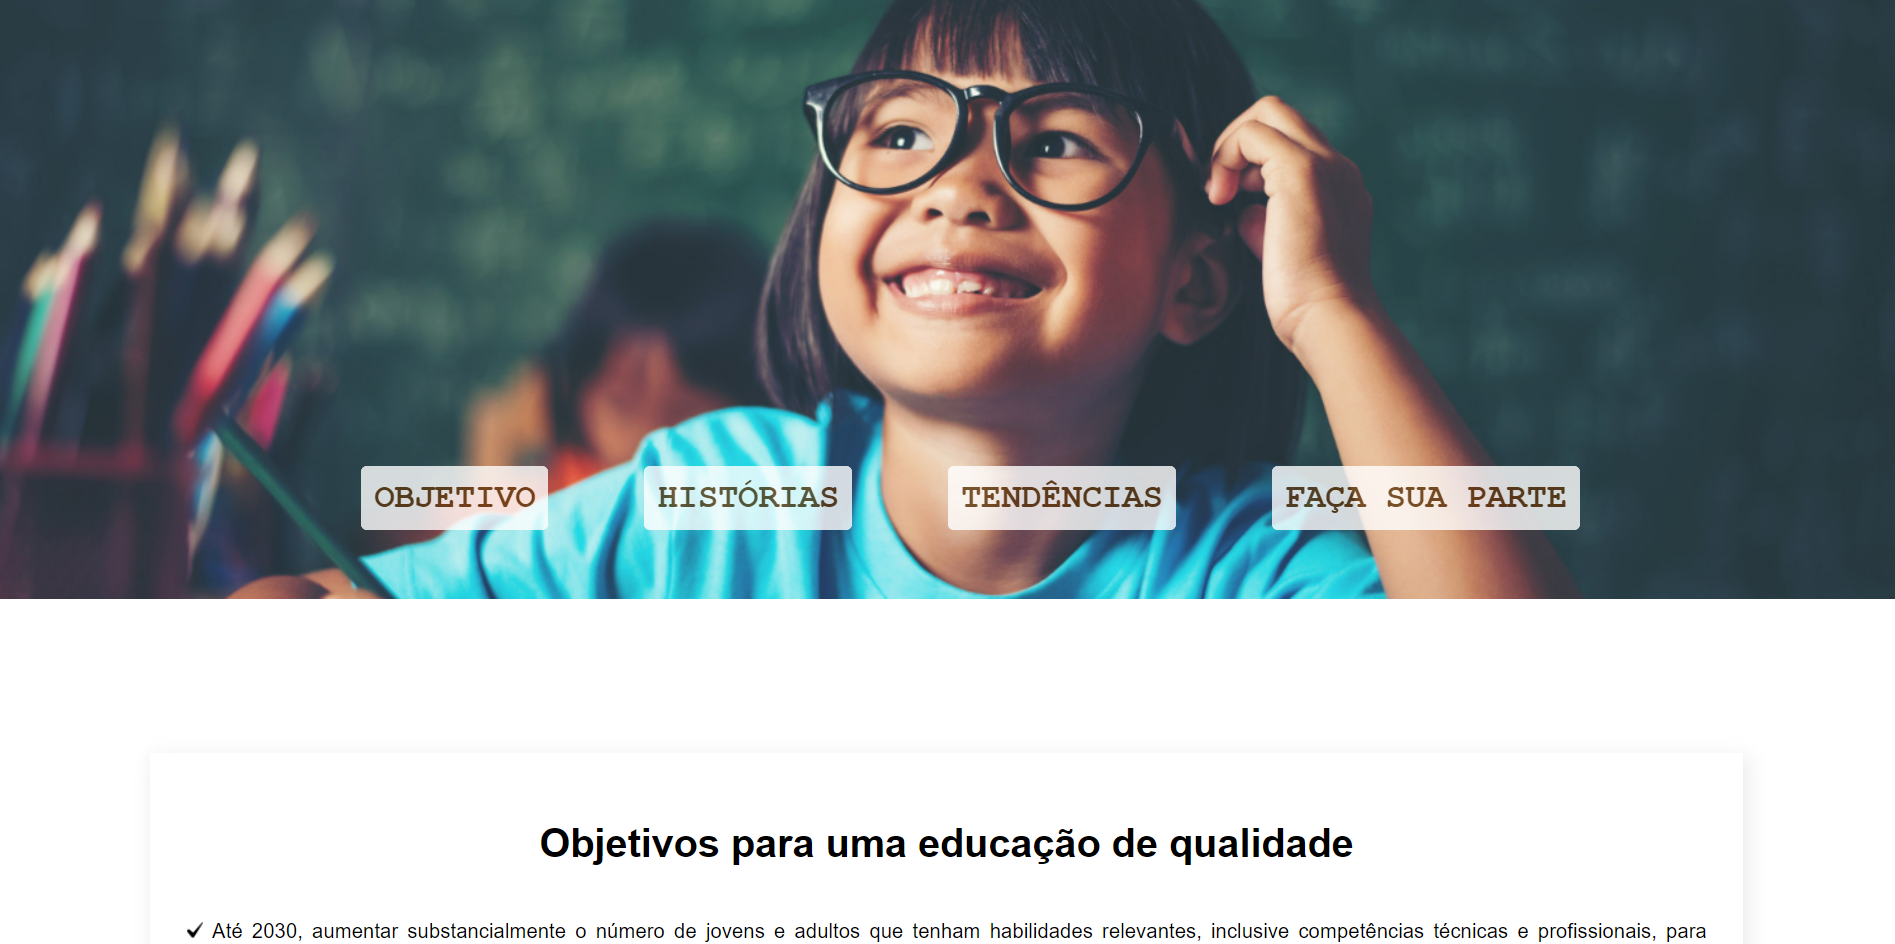 OBJETIVO HISTÓRIAS TENDÊNCIAS FAÇA SUA PARTE
Objetivos para uma educação de qualidade
Até 2030, aumentar substancialmente o número de jovens e adultos que tenham habilidades relevantes, inclusive competências técnicas e profissionais, para